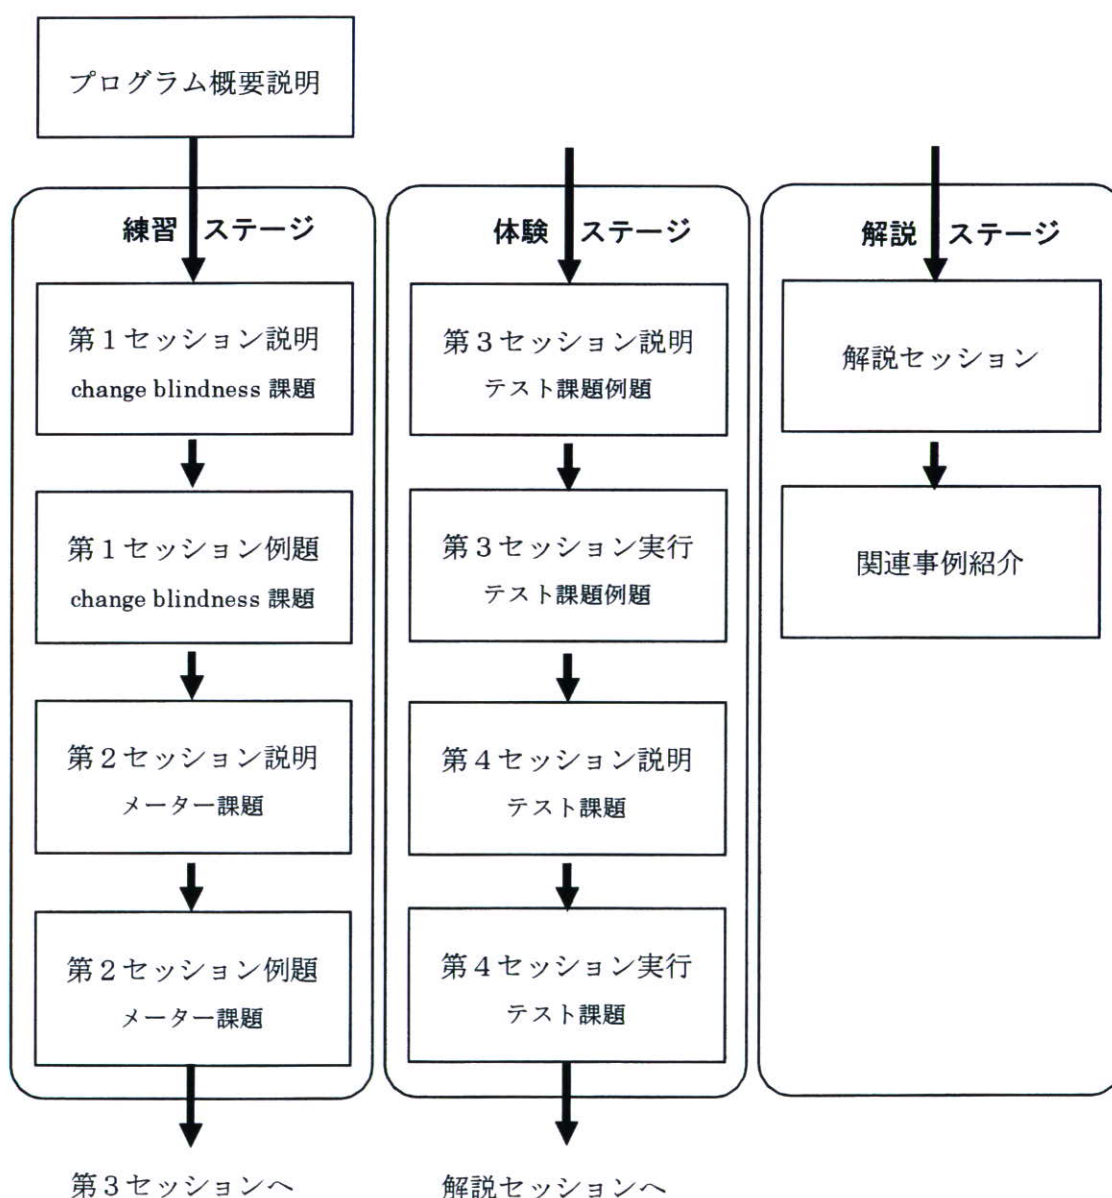 プログラム概要説明
練習 ステージ
第1セッション説明
change blindness 課題
第1セッション例題
change blindness 課題
第2セッション説明
メーター課題
第2セッション例題
メーター課題
第3セッションへ
体験 ステージ
第3セッション説明
テスト課題例題
第3セッション実行
テスト課題例題
第4セッション説明
テスト課題
第4セッション実行
テスト課題
解説セッションへ
解説 ステージ
解説セッション
関連事例紹介